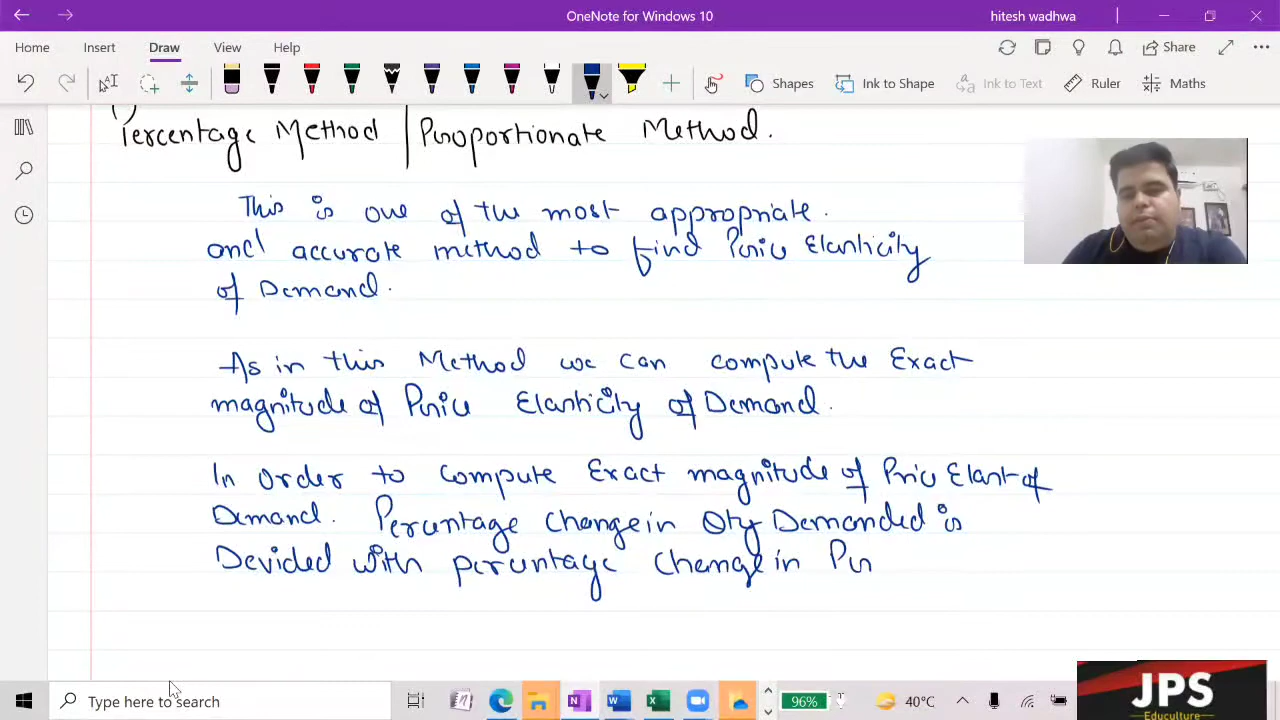 OneNote for Windows 10
hitesh wadhwa
Home Insert Draw View Help
Share
Shapes Ink to Shape Ink to Text Ruler Maths
Percentage Method | Proportionate Method.
This is one of the most appropriate.
and accurate method to find Price Elasticity
of Demand.
As in this Method we can compute the Exact
magnitude of Price Elasticity of Demand.
In Order to Compute Exact magnitude of Price Elast of
Demand. Percentage Change in Qty Demanded is
Devided with percentage Change in Pri
JPS
Educulture
Type here to search
96%
40°C